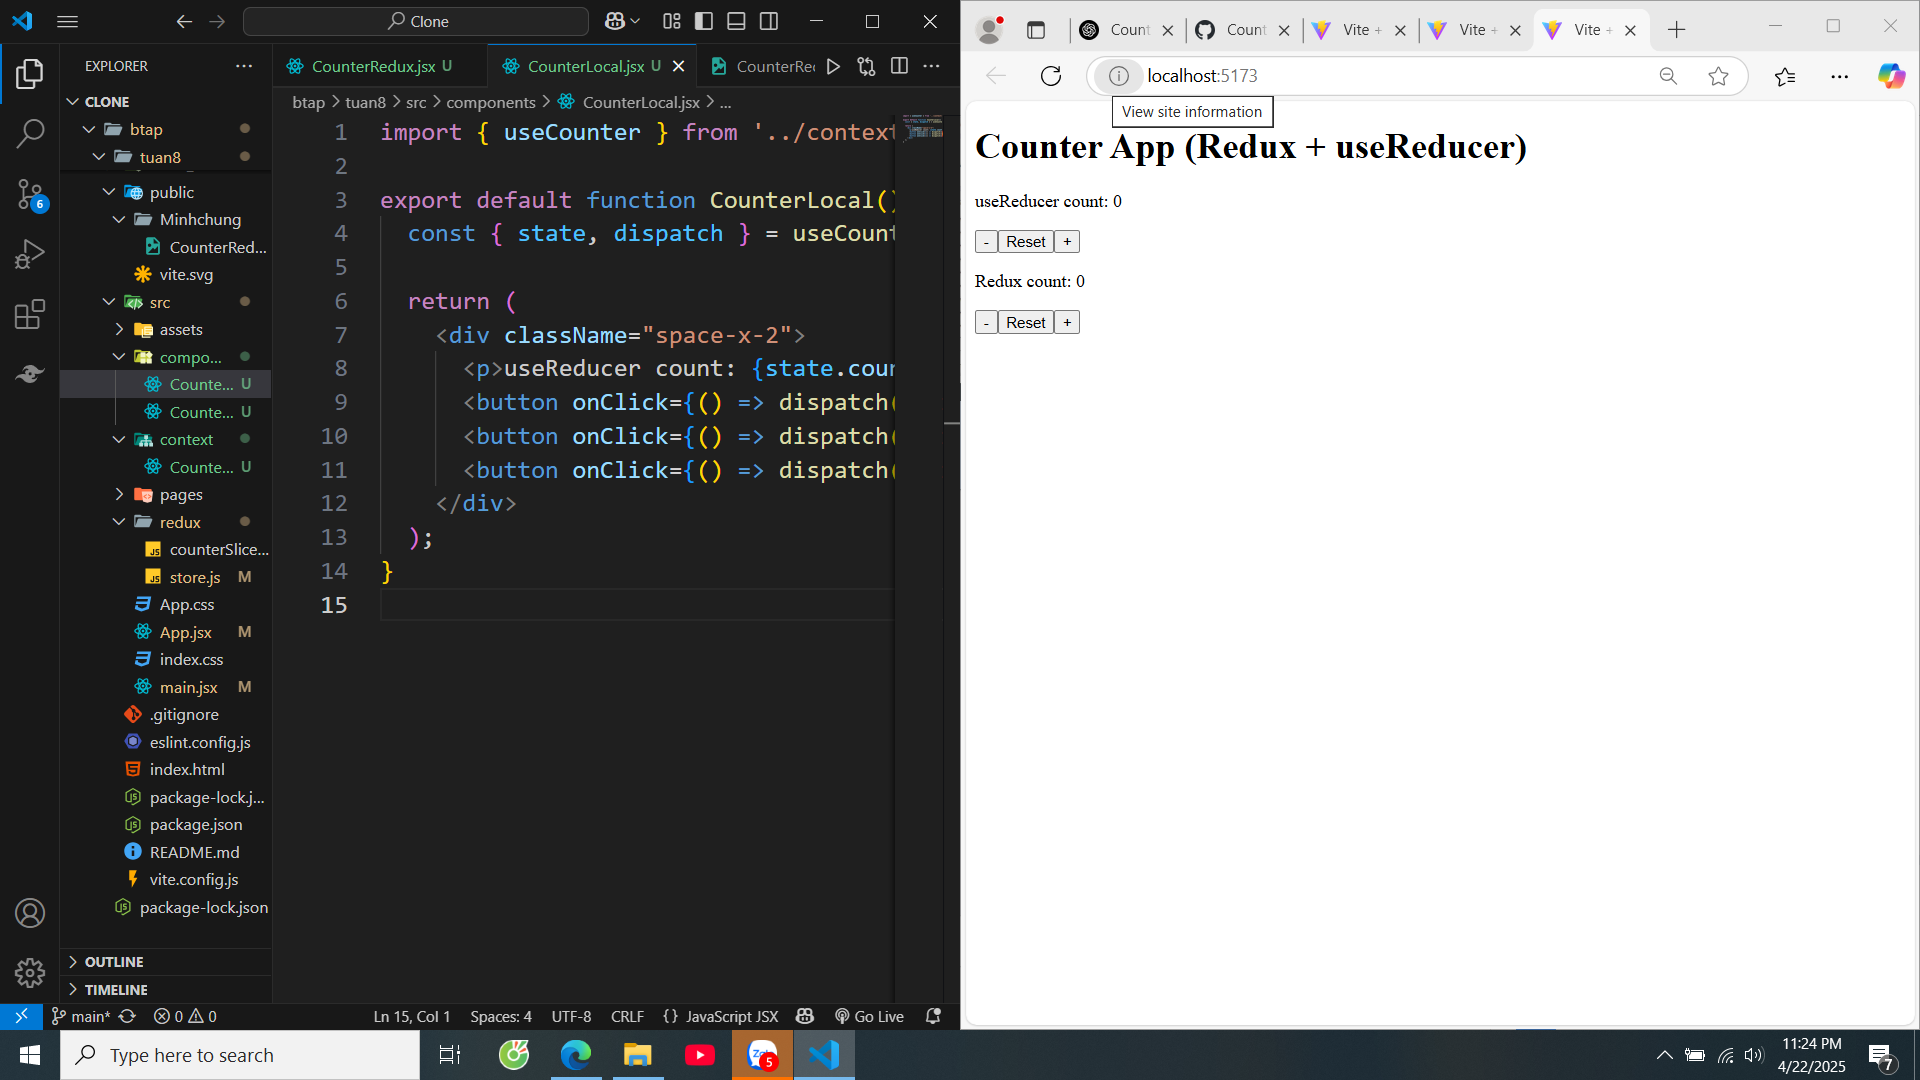 Clone
EXPLORER
CLONE
btap
tuan8
public
Minhchung
CounterRed...
vite.svg
src
assets
compo...
Counte... U
Counte... U
context
Counte... U
pages
redux
counterSlice...
store.js M
App.css
App.jsx M
index.css
main.jsx M
.gitignore
eslint.config.js
index.html
package-lock.j...
package.json
README.md
vite.config.js
package-lock.json
OUTLINE
TIMELINE
6
CounterRedux.jsx U
CounterLocal.jsx U
CounterRe
btap > tuan8 > src > components > CounterLocal.jsx > ...
1 import { useCounter } from '../context
2
3 export default function CounterLocal()
4 const { state, dispatch } = useCount
5
6 return (
7 <div className="space-x-2">
8 <p>useReducer count: {state.coun
9 <button onClick={() => dispatch(
10 <button onClick={() => dispatch(
11 <button onClick={() => dispatch(
12 </div>
13 );
14 }
15
main* 0 0 Ln 15, Col 1 Spaces: 4 UTF-8 CRLF {} JavaScript JSX Go Live
Count
Count
Vite +
Vite +
Vite +
localhost:5173
View site information
Counter App (Redux + useReducer)
useReducer count: 0
- Reset +
Redux count: 0
- Reset +
Type here to search
5
11:24 PM
4/22/2025
7